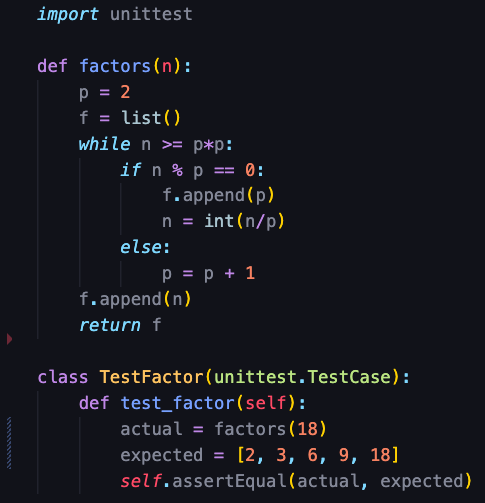 import unittest

def factors(n):
    p = 2
    f = list()
    while n >= p*p:
        if n % p == 0:
            f.append(p)
            n = int(n/p)
        else:
            p = p + 1
    f.append(n)
    return f

class TestFactor(unittest.TestCase):
    def test_factor(self):
        actual = factors(18)
        expected = [2, 3, 6, 9, 18]
        self.assertEqual(actual, expected)